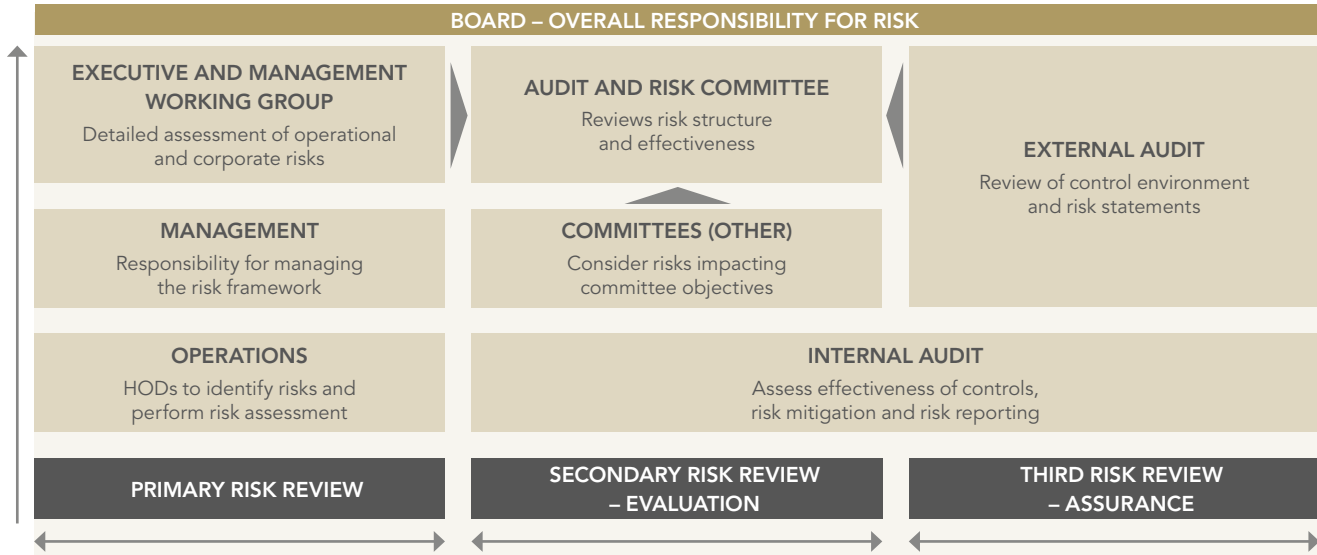 BOARD – OVERALL RESPONSIBILITY FOR RISK
EXECUTIVE AND MANAGEMENT
WORKING GROUP
Detailed assessment of operational
and corporate risks
AUDIT AND RISK COMMITTEE
Reviews risk structure
and effectiveness
EXTERNAL AUDIT
Review of control environment
and risk statements
MANAGEMENT
Responsibility for managing
the risk framework
COMMITTEES (OTHER)
Consider risks impacting
committee objectives
OPERATIONS
HODs to identify risks and
perform risk assessment
INTERNAL AUDIT
Assess effectiveness of controls,
risk mitigation and risk reporting
PRIMARY RISK REVIEW
SECONDARY RISK REVIEW
– EVALUATION
THIRD RISK REVIEW
– ASSURANCE